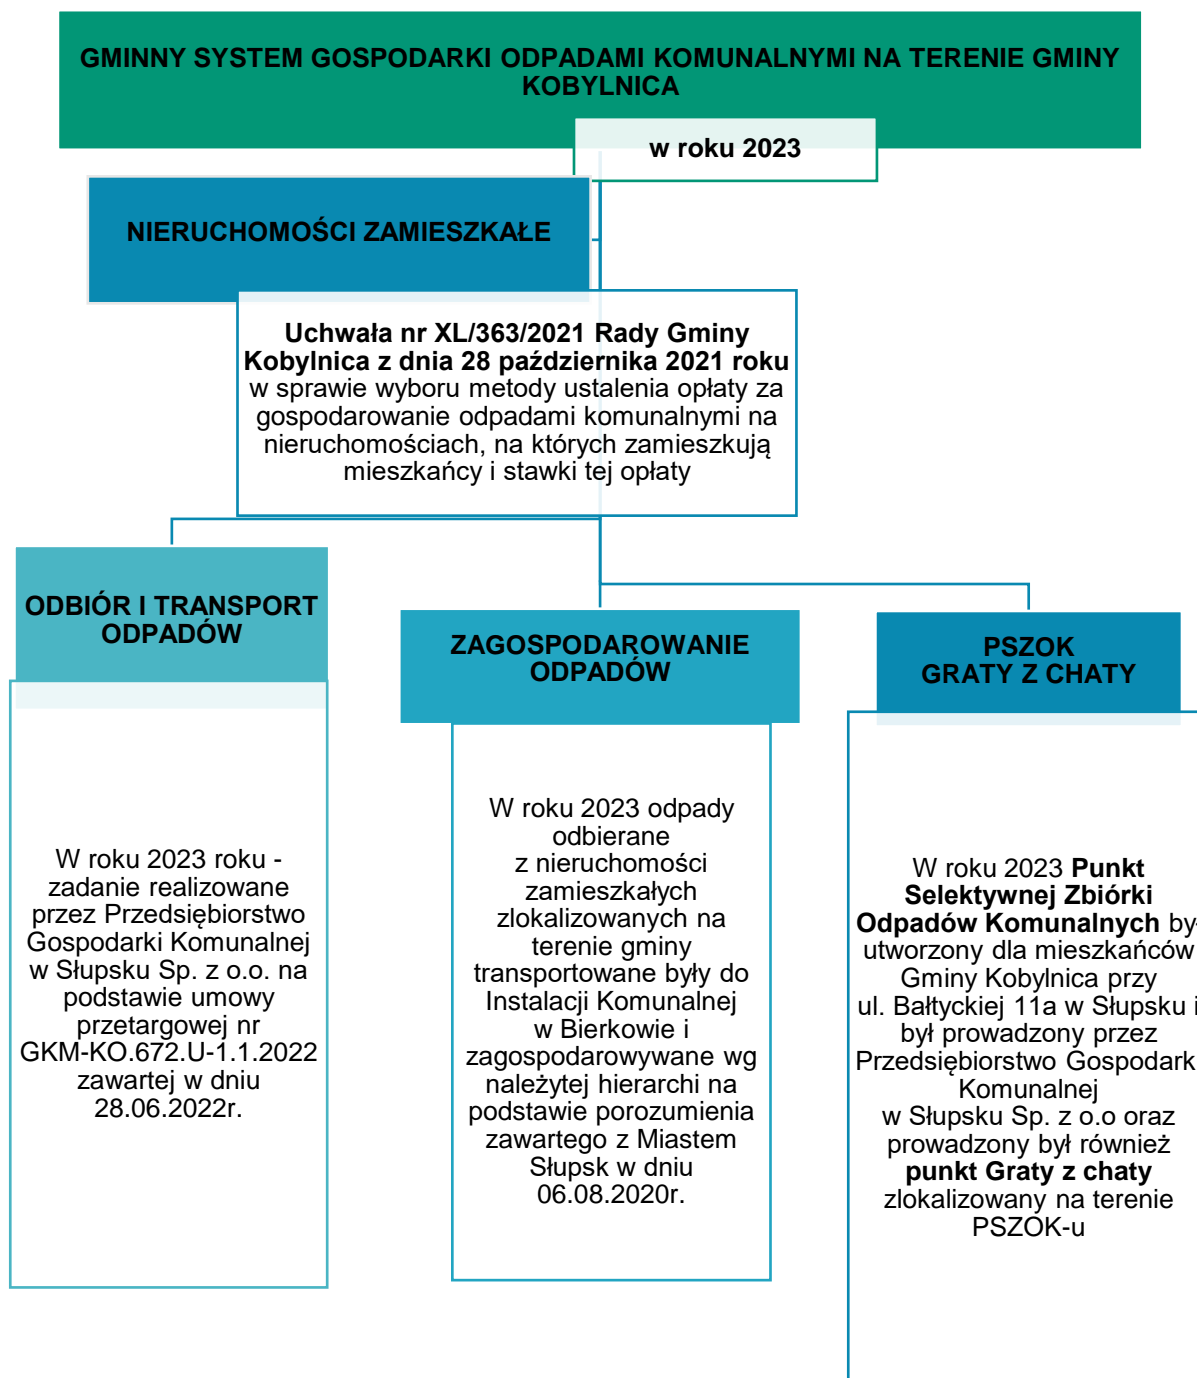 GMINNY SYSTEM GOSPODARKI ODPADAMI KOMUNALNYMI NA TERENIE GMINY
KOBYLNICA
w roku 2023
NIERUCHOMOŚCI ZAMIESZKAŁE
Uchwała nr XL/363/2021 Rady Gminy
Kobylnica z dnia 28 października 2021 roku
w sprawie wyboru metody ustalenia opłaty za
gospodarowanie odpadami komunalnymi na
nieruchomościach, na których zamieszkują
mieszkańcy i stawki tej opłaty
ODBIÓR I TRANSPORT
ODPADÓW
W roku 2023 roku -
zadanie realizowane
przez Przedsiębiorstwo
Gospodarki Komunalnej
w Słupsku Sp. z o.o. na
podstawie umowy
przetargowej nr
GKM-KO.672.U-1.1.2022
zawartej w dniu
28.06.2022r.
ZAGOSPODAROWANIE
ODPADÓW
W roku 2023 odpady
odbierane
z nieruchomości
zamieszkałych
zlokalizowanych na
terenie gminy
transportowane były do
Instalacji Komunalnej
w Bierkowie i
zagospodarowywane wg
należytej hierarchi na
podstawie porozumienia
zawartego z Miastem
Słupsk w dniu
06.08.2020r.
PSZOK
GRATY Z CHATY
W roku 2023 Punkt
Selektywnej Zbiórki
Odpadów Komunalnych był
utworzony dla mieszkańców
Gminy Kobylnica przy
ul. Bałtyckiej 11a w Słupsku i
był prowadzony przez
Przedsiębiorstwo Gospodark
Komunalnej
w Słupsku Sp. z o.o oraz
prowadzony był również
punkt Graty z chaty
zlokalizowany na terenie
PSZOK-u